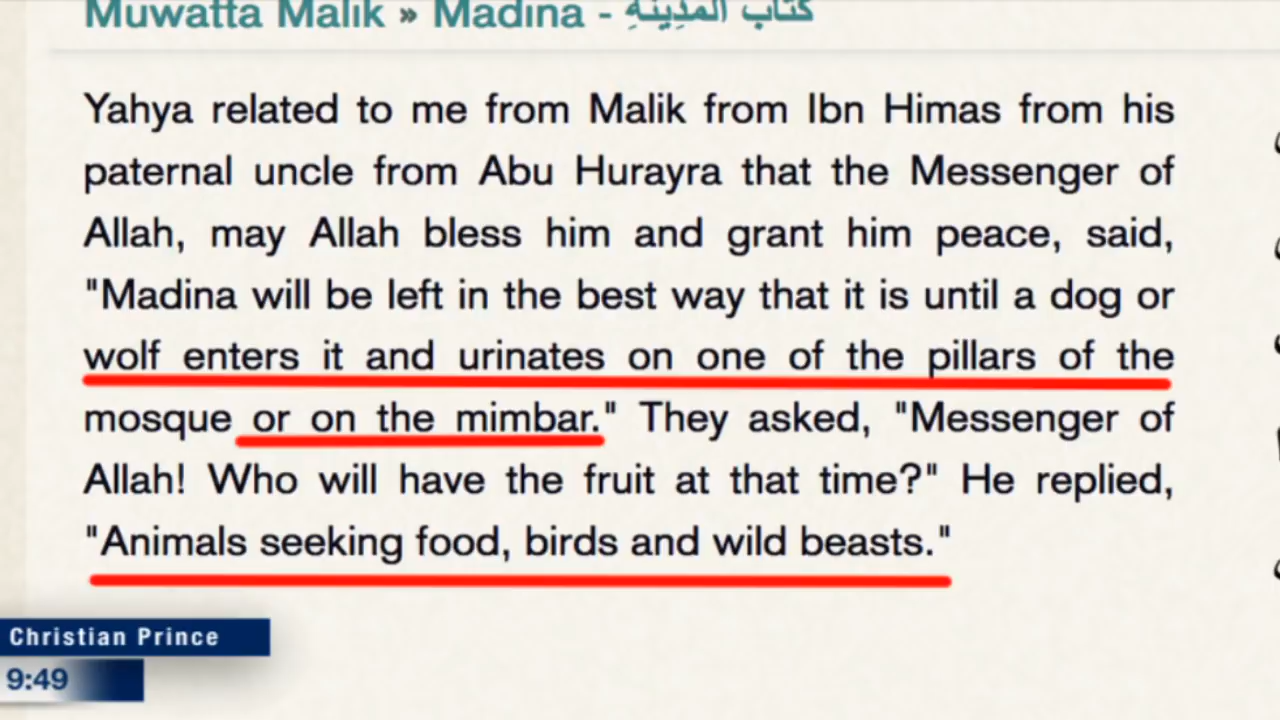 Muwatta Malik » Madina - كتاب المَدِينَةِ
Yahya related to me from Malik from Ibn Himas from his
paternal uncle from Abu Hurayra that the Messenger of
Allah, may Allah bless him and grant him peace, said,
"Madina will be left in the best way that it is until a dog or
wolf enters it and urinates on one of the pillars of the
mosque or on the mimbar." They asked, "Messenger of
Allah! Who will have the fruit at that time?" He replied,
"Animals seeking food, birds and wild beasts."
Christian Prince
9:49